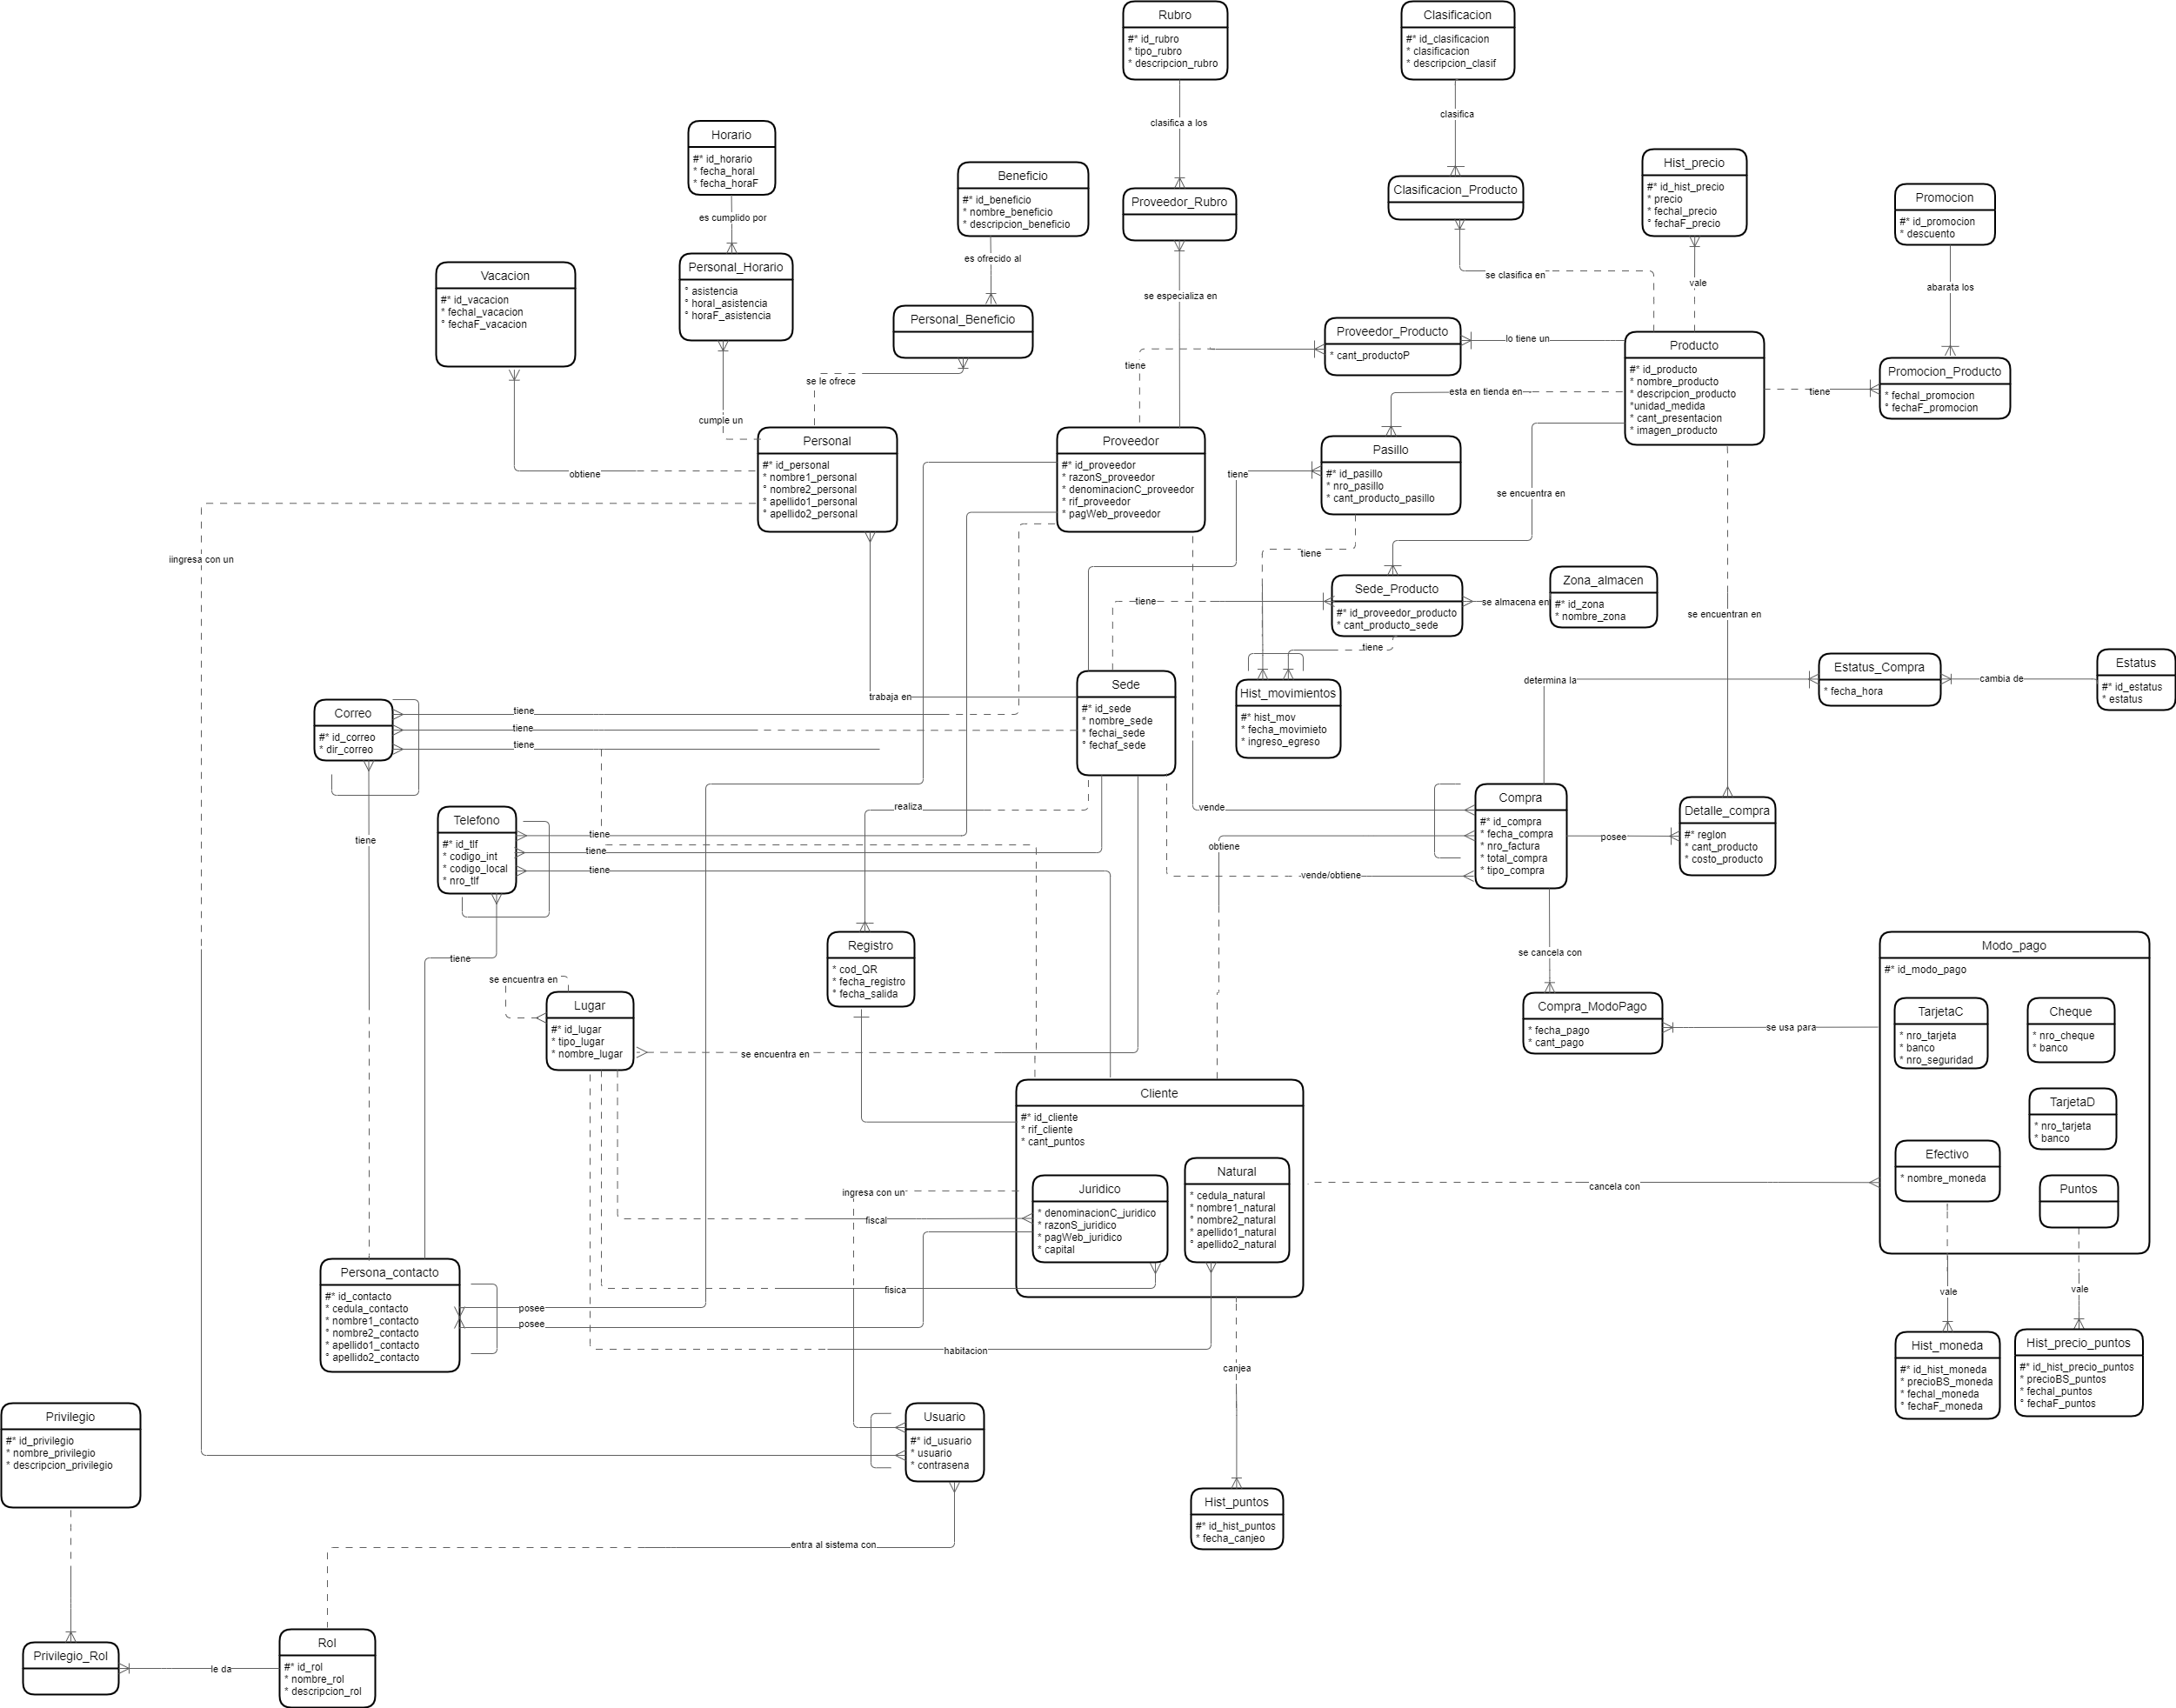 Rubro
#* id_rubro
* tipo_rubro
* descripcion_rubro
Clasificacion
#* id_clasificacion
* clasificacion
* descripcion_clasif
clasifica a los
clasifica
Horario
#* id_horario
* fecha_horaI
* fecha_horaF
es cumplido por
Beneficio
#* id_beneficio
* nombre_beneficio
* descripcion_beneficio
es ofrecido al
Proveedor_Rubro
Clasificacion_Producto
Hist_precio
#* id_hist_precio
* precio
* fechaI_precio
° fechaF_precio
Promocion
#* id_promocion
* descuento
Vacacion
#* id_vacacion
* fechaI_vacacion
° fechaF_vacacion
Personal_Horario
° asistencia
° horaI_asistencia
° horaF_asistencia
se clasifica en
vale
abarata los
se especializa en
Personal_Beneficio
Proveedor_Producto
* cant_productoP
lo tiene un
Producto
#* id_producto
* nombre_producto
* descripcion_producto
*unidad_medida
* cant_presentacion
* imagen_producto
Promocion_Producto
* fechaI_promocion
° fechaF_promocion
tiene
tiene
se le ofrece
esta en tienda en
cumple un
obtiene
Personal
#* id_personal
* nombre1_personal
° nombre2_personal
* apellido1_personal
* apellido2_personal
Proveedor
#* id_proveedor
* razonS_proveedor
* denominacionC_proveedor
* rif_proveedor
* pagWeb_proveedor
tiene
Pasillo
#* id_pasillo
* nro_pasillo
* cant_producto_pasillo
se encuentra en
iingresa con un
tiene
tiene
Sede_Producto
#* id_proveedor_producto
* cant_producto_sede
se almacena en
Zona_almacen
#* id_zona
* nombre_zona
se encuentran en
tiene
trabaja en
Sede
#* id_sede
* nombre_sede
* fechai_sede
° fechaf_sede
Hist_movimientos
#* hist_mov
* fecha_movimieto
* ingreso_egreso
determina la
Estatus_Compra
* fecha_hora
cambia de
Estatus
#* id_estatus
* estatus
Correo
#* id_correo
* dir_correo
tiene
tiene
tiene
tiene
Telefono
#* id_tlf
* codigo_int
* codigo_local
* nro_tlf
tiene
tiene
tiene
realiza
vende
obtiene
vende/obtiene
Compra
#* id_compra
* fecha_compra
* nro_factura
* total_compra
* tipo_compra
posee
Detalle_compra
#* reglon
* cant_producto
* costo_producto
tiene
se encuentra en
Lugar
#* id_lugar
* tipo_lugar
* nombre_lugar
Registro
* cod_QR
* fecha_registro
* fecha_salida
se encuentra en
se cancela con
Compra_ModoPago
* fecha_pago
* cant_pago
se usa para
Modo_pago
#* id_modo_pago
TarjetaC
* nro_tarjeta
* banco
* nro_seguridad
Cheque
* nro_cheque
* banco
TarjetaD
* nro_tarjeta
* banco
Efectivo
* nombre_moneda
Puntos
Cliente
#* id_cliente
* rif_cliente
* cant_puntos
Juridico
* denominacionC_juridico
* razonS_juridico
* pagWeb_juridico
* capital
Natural
* cedula_natural
* nombre1_natural
* nombre2_natural
* apellido1_natural
° apellido2_natural
cancela con
ingresa con un
fiscal
fisica
habitacion
posee
posee
Persona_contacto
#* id_contacto
* cedula_contacto
* nombre1_contacto
* nombre2_contacto
* apellido1_contacto
° apellido2_contacto
canjea
vale
vale
Hist_moneda
#* id_hist_moneda
* precioBS_moneda
* fechaI_moneda
° fechaF_moneda
Hist_precio_puntos
#* id_hist_precio_puntos
* precioBS_puntos
* fechaI_puntos
° fechaF_puntos
Privilegio
#* id_privilegio
* nombre_privilegio
* descripcion_privilegio
Usuario
#* id_usuario
* usuario
* contrasena
Hist_puntos
#* id_hist_puntos
* fecha_canjeo
entra al sistema con
Privilegio_Rol
le da
Rol
#* id_rol
* nombre_rol
* descripcion_rol